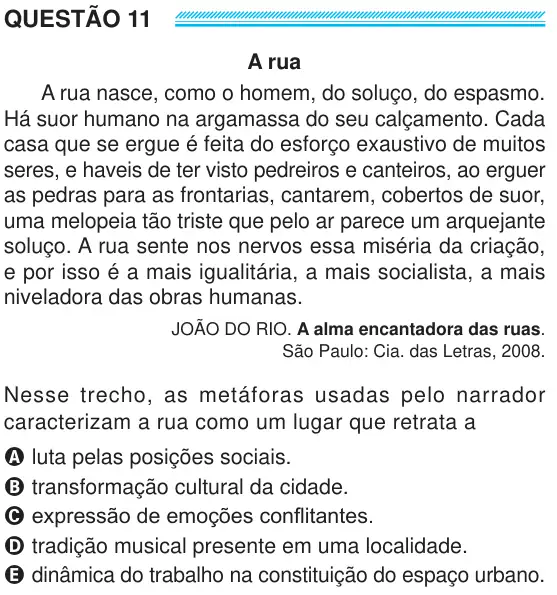 QUESTÃO 11
A rua
A rua nasce, como o homem, do soluço, do espasmo.
Há suor humano na argamassa do seu calçamento. Cada
casa que se ergue é feita do esforço exaustivo de muitos
seres, e haveis de ter visto pedreiros e canteiros, ao erguer
as pedras para as frontarias, cantarem, cobertos de suor,
uma melopeia tão triste que pelo ar parece um arquejante
soluço. A rua sente nos nervos essa miséria da criação,
e por isso é a mais igualitária, a mais socialista, a mais
niveladora das obras humanas.
JOÃO DO RIO. A alma encantadora das ruas.
São Paulo: Cia. das Letras, 2008.
Nesse trecho, as metáforas usadas pelo narrador
caracterizam a rua como um lugar que retrata a
A luta pelas posições sociais.
B transformação cultural da cidade.
C expressão de emoções conflitantes.
D tradição musical presente em uma localidade.
E dinâmica do trabalho na constituição do espaço urbano.